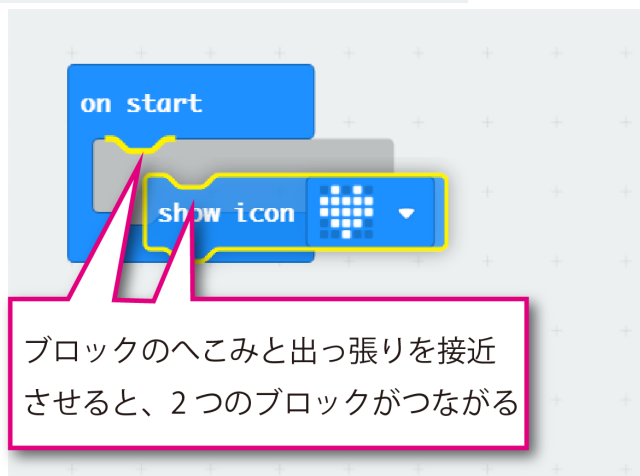 on start
show icon
ブロックのへこみと出っ張りを接近
させると、2つのブロックがつながる